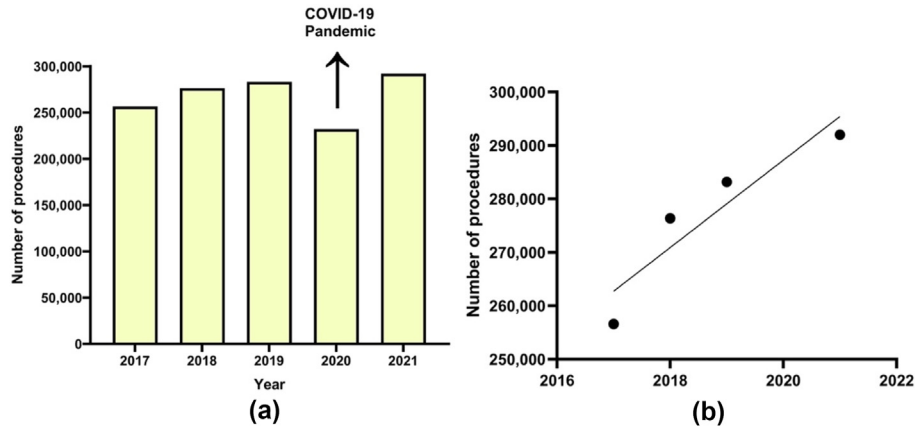 COVID-19
Pandemic
Number of procedures
300,000
250,000
200,000
150,000
100,000
50,000
0
2017 2018 2019 2020 2021
Year
(a)
Number of procedures
300,000
290,000
280,000
270,000
260,000
250,000
2016 2018 2020 2022
(b)